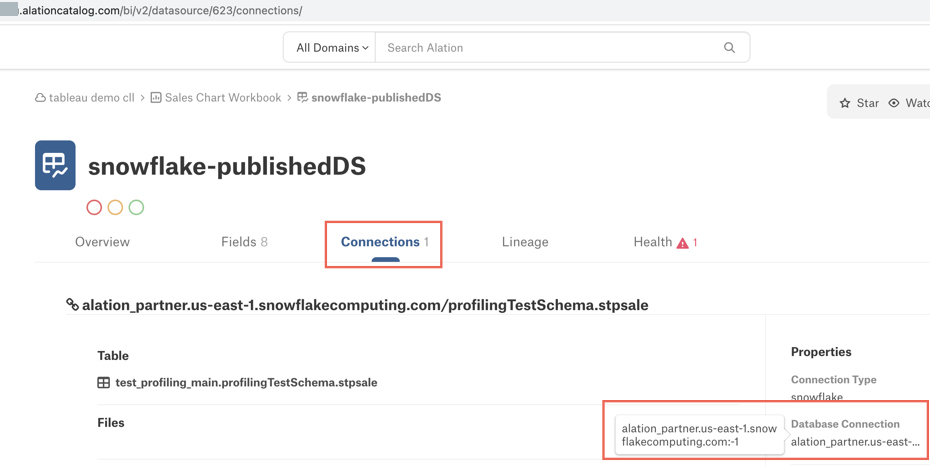 .alationcatalog.com/bi/v2/datasource/623/connections/
All Domains Search Alation
tableau demo cll > Sales Chart Workbook > snowflake-publishedDS
Star Watc
snowflake-publishedDS
Overview Fields 8 Connections 1 Lineage Health 1
alation_partner.us-east-1.snowflakecomputing.com/profilingTestSchema.stpsale
Table
test_profiling_main.profilingTestSchema.stpsale
Files
Properties
Connection Type
snowflake
Database Connection
alation_partner.us-east-...
alation_partner.us-east-1.snow
flakecomputing.com:-1